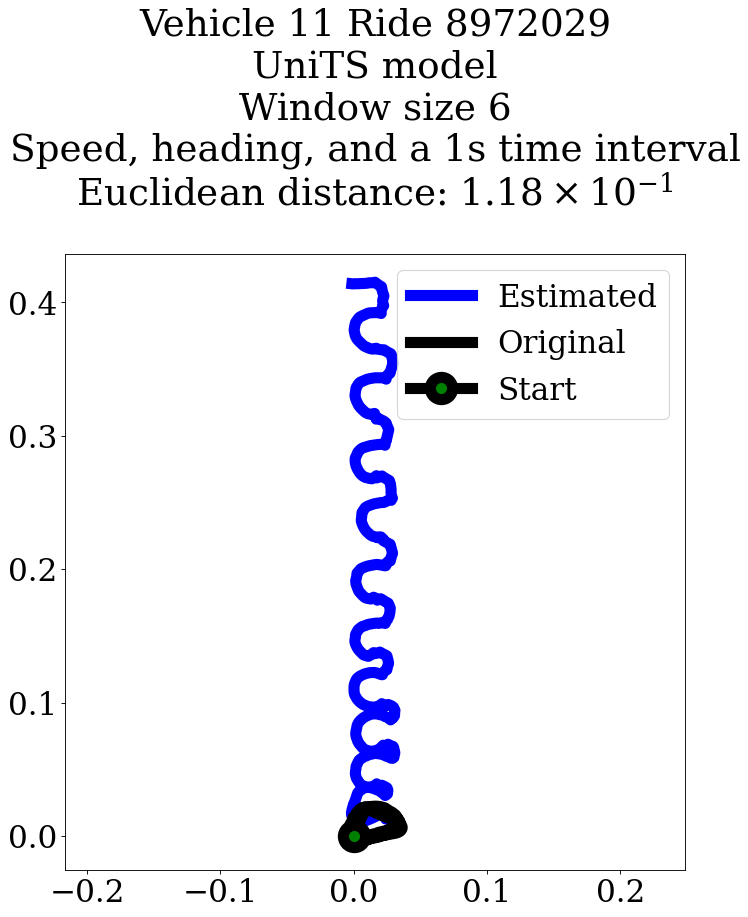 Vehicle 11 Ride 8972029
UniTS model
Window size 6
Speed, heading, and a 1s time interval
Euclidean distance: 1.18 × 10⁻¹
Estimated
Original
Start
0.4
0.3
0.2
0.1
0.0
−0.2
−0.1
0.0
0.1
0.2